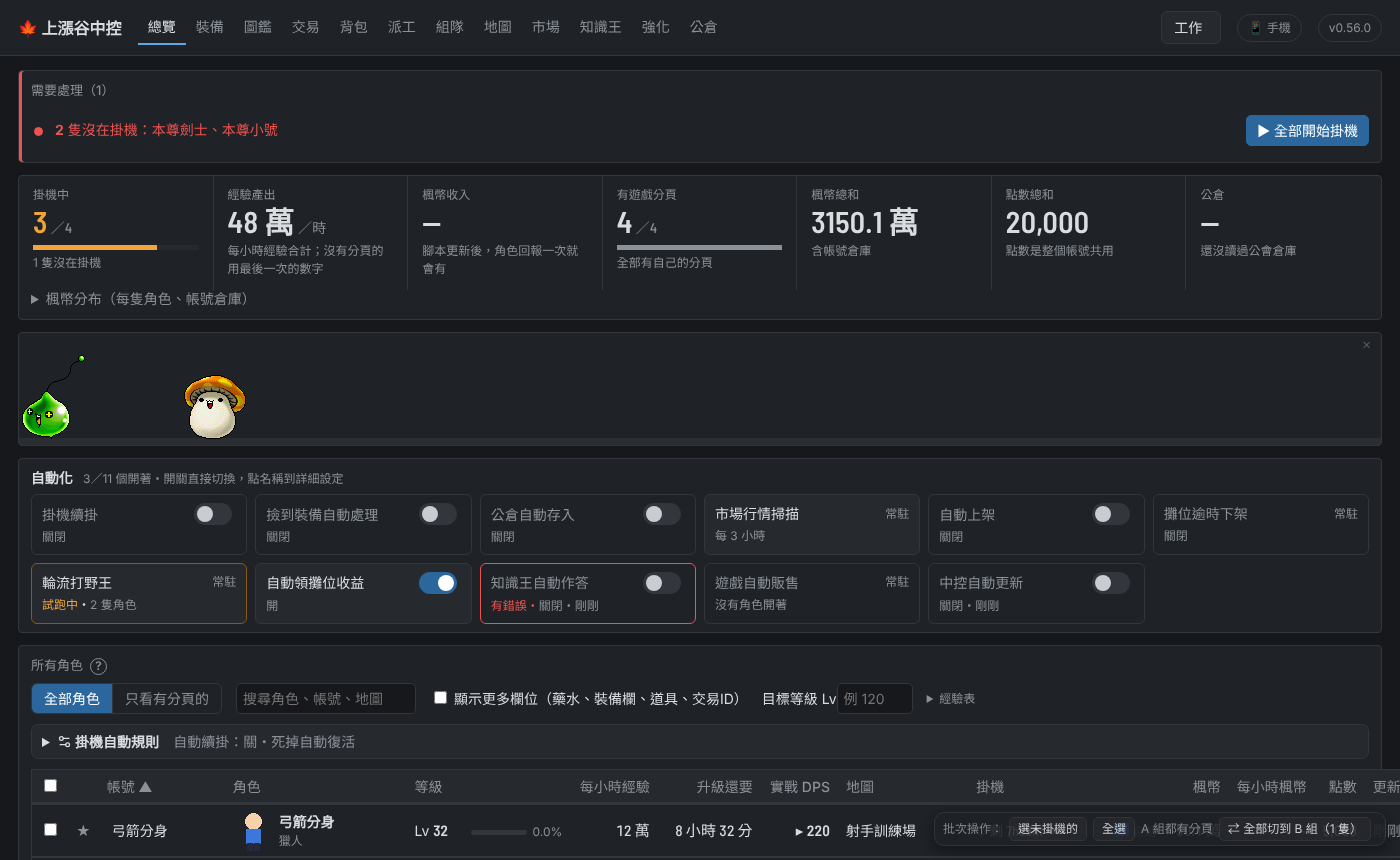 上漲谷中控 總覽 裝備 圖鑑 交易 背包 派工 組隊 地圖 市場 知識王 強化 公倉 工作 手機 v0.56.0
需要處理（1）
2 隻沒在掛機：本尊劍士、本尊小號
▶ 全部開始掛機
掛機中
3 ／4
1 隻沒在掛機
經驗產出
48 萬 ／時
每小時經驗合計；沒有分頁的
用最後一次的數字
楓幣收入
—
腳本更新後，角色回報一次就
會有
有遊戲分頁
4 ／4
全部有自己的分頁
楓幣總和
3150.1 萬
含帳號倉庫
點數總和
20,000
點數是整個帳號共用
公倉
—
還沒讀過公會倉庫
▶ 楓幣分布（每隻角色、帳號倉庫）
×
自動化 3／11 個開著・開關直接切換，點名稱到詳細設定
掛機續掛
關閉
撿到裝備自動處理
關閉
公倉自動存入
關閉
市場行情掃描 常駐
每 3 小時
自動上架
關閉
攤位逾時下架 常駐
關閉
輪流打野王 常駐
試跑中・2 隻角色
自動領攤位收益
開
知識王自動作答
有錯誤・關閉・剛剛
遊戲自動販售 常駐
沒有角色開著
中控自動更新
關閉・剛剛
所有角色 ?
全部角色 只看有分頁的 搜尋角色、帳號、地圖 顯示更多欄位（藥水、裝備欄、道具、交易ID） 目標等級 Lv 例 120 ▶ 經驗表
▶ 掛機自動規則 自動續掛：關・死掉自動復活
帳號 ▲ 角色 等級 每小時經驗 升級還要 實戰 DPS 地圖 掛機 楓幣 每小時楓幣 點數 更新
★ 弓箭分身 弓箭分身 Lv 32 0.0% 12 萬 8 小時 32 分 ▸ 220 射手訓練場
獵人
批次操作： 選未掛機的 全選 A 組都有分頁 ⇄ 全部切到 B 組（1 隻）